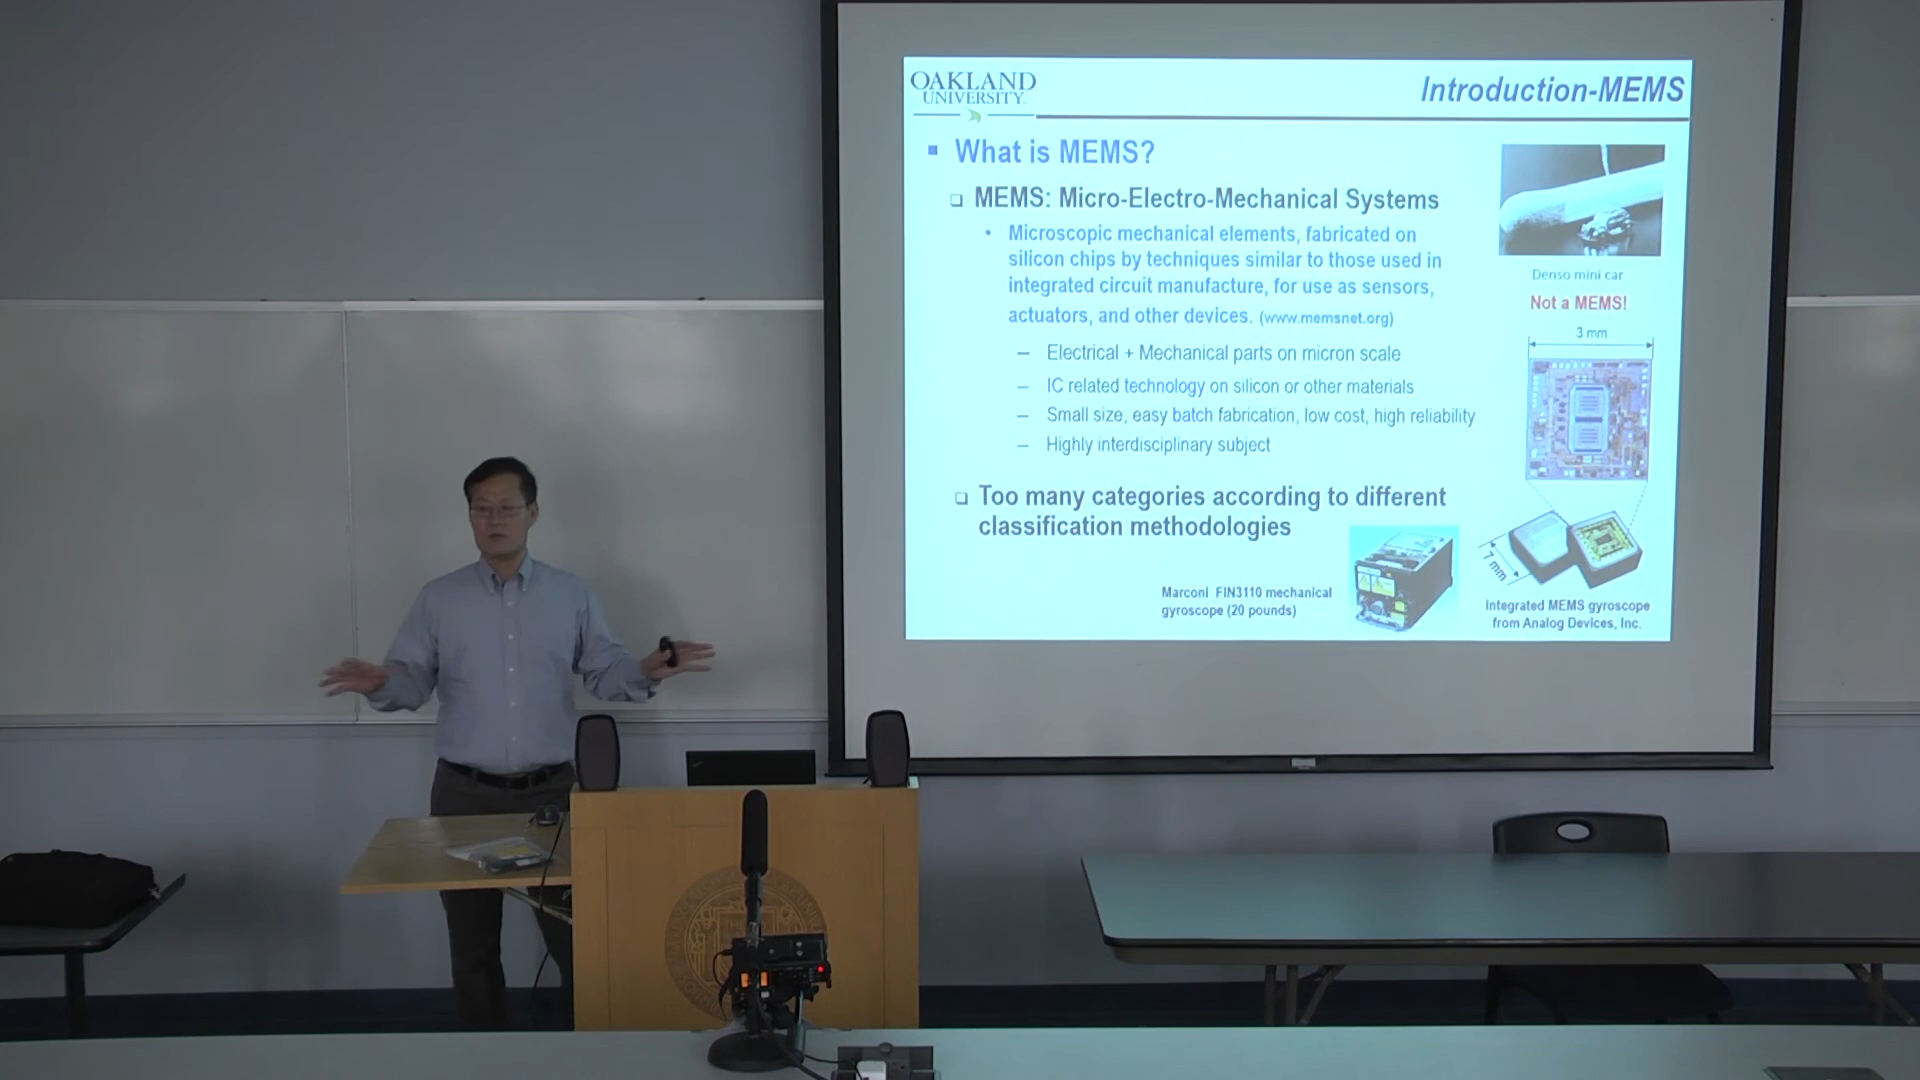 OAKLAND
UNIVERSITY
Introduction-MEMS
What is MEMS?
MEMS: Micro-Electro-Mechanical Systems
Microscopic mechanical elements, fabricated on
silicon chips by techniques similar to those used in
integrated circuit manufacture, for use as sensors,
actuators, and other devices. (www.memsnet.org)
– Electrical + Mechanical parts on micron scale
– IC related technology on silicon or other materials
– Small size, easy batch fabrication, low cost, high reliability
– Highly interdisciplinary subject
Too many categories according to different
classification methodologies
Marconi FIN3110 mechanical
gyroscope (20 pounds)
Denso mini car
Not a MEMS!
3 mm
7 mm
Integrated MEMS gyroscope
from Analog Devices, Inc.